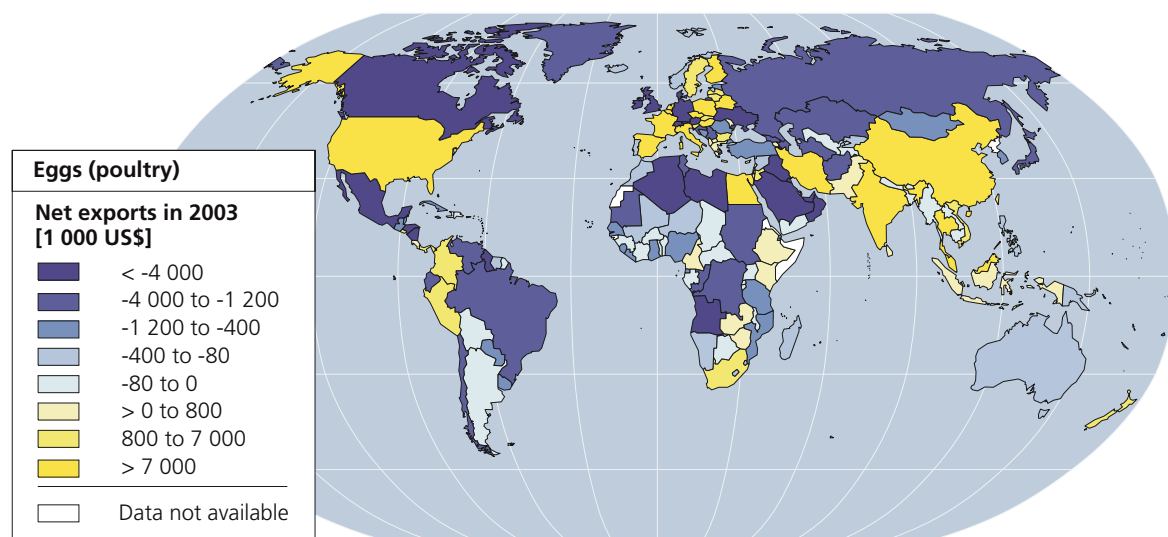 Eggs (poultry)
Net exports in 2003
[1 000 US$]
< -4 000
-4 000 to -1 200
-1 200 to -400
-400 to -80
-80 to 0
> 0 to 800
800 to 7 000
> 7 000
Data not available